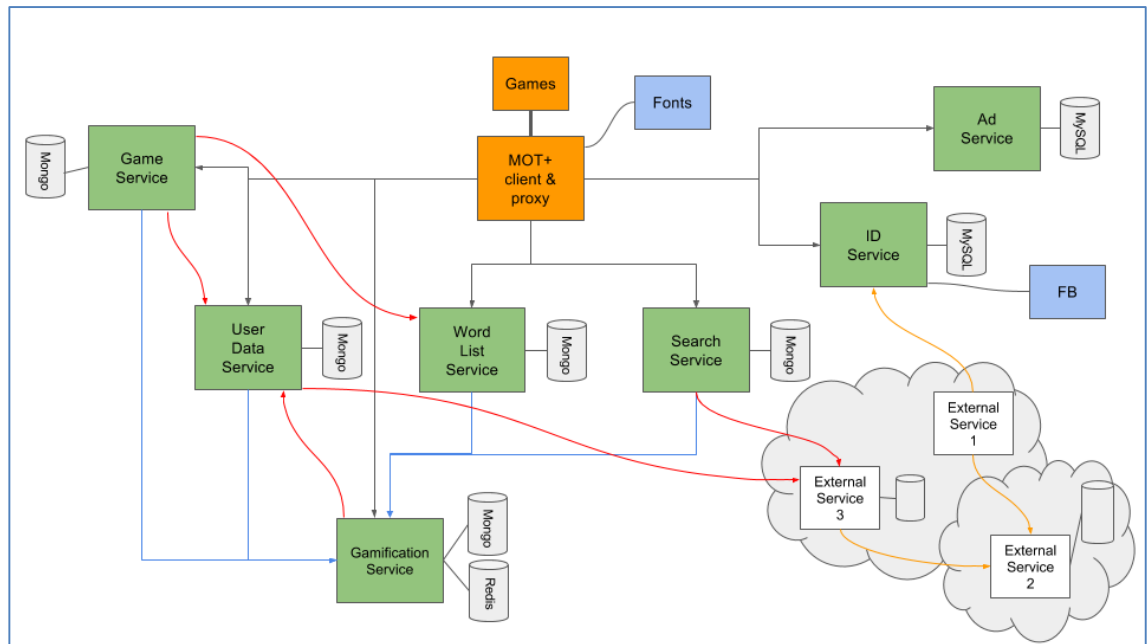 Games
Fonts
Ad
Service
MySQL
Mongo
Game
Service
MOT+
client &
proxy
ID
Service
MySQL
FB
User
Data
Service
Mongo
Word
List
Service
Mongo
Search
Service
Mongo
External
Service
1
External
Service
3
External
Service
2
Gamification
Service
Mongo
Redis